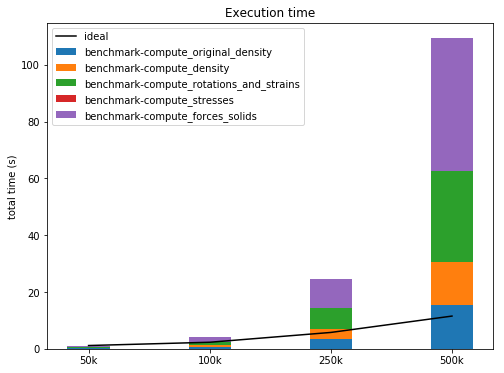 Execution time
ideal
benchmark-compute_original_density
benchmark-compute_density
benchmark-compute_rotations_and_strains
benchmark-compute_stresses
benchmark-compute_forces_solids
total time (s)
100
80
60
40
20
0
50k 100k 250k 500k